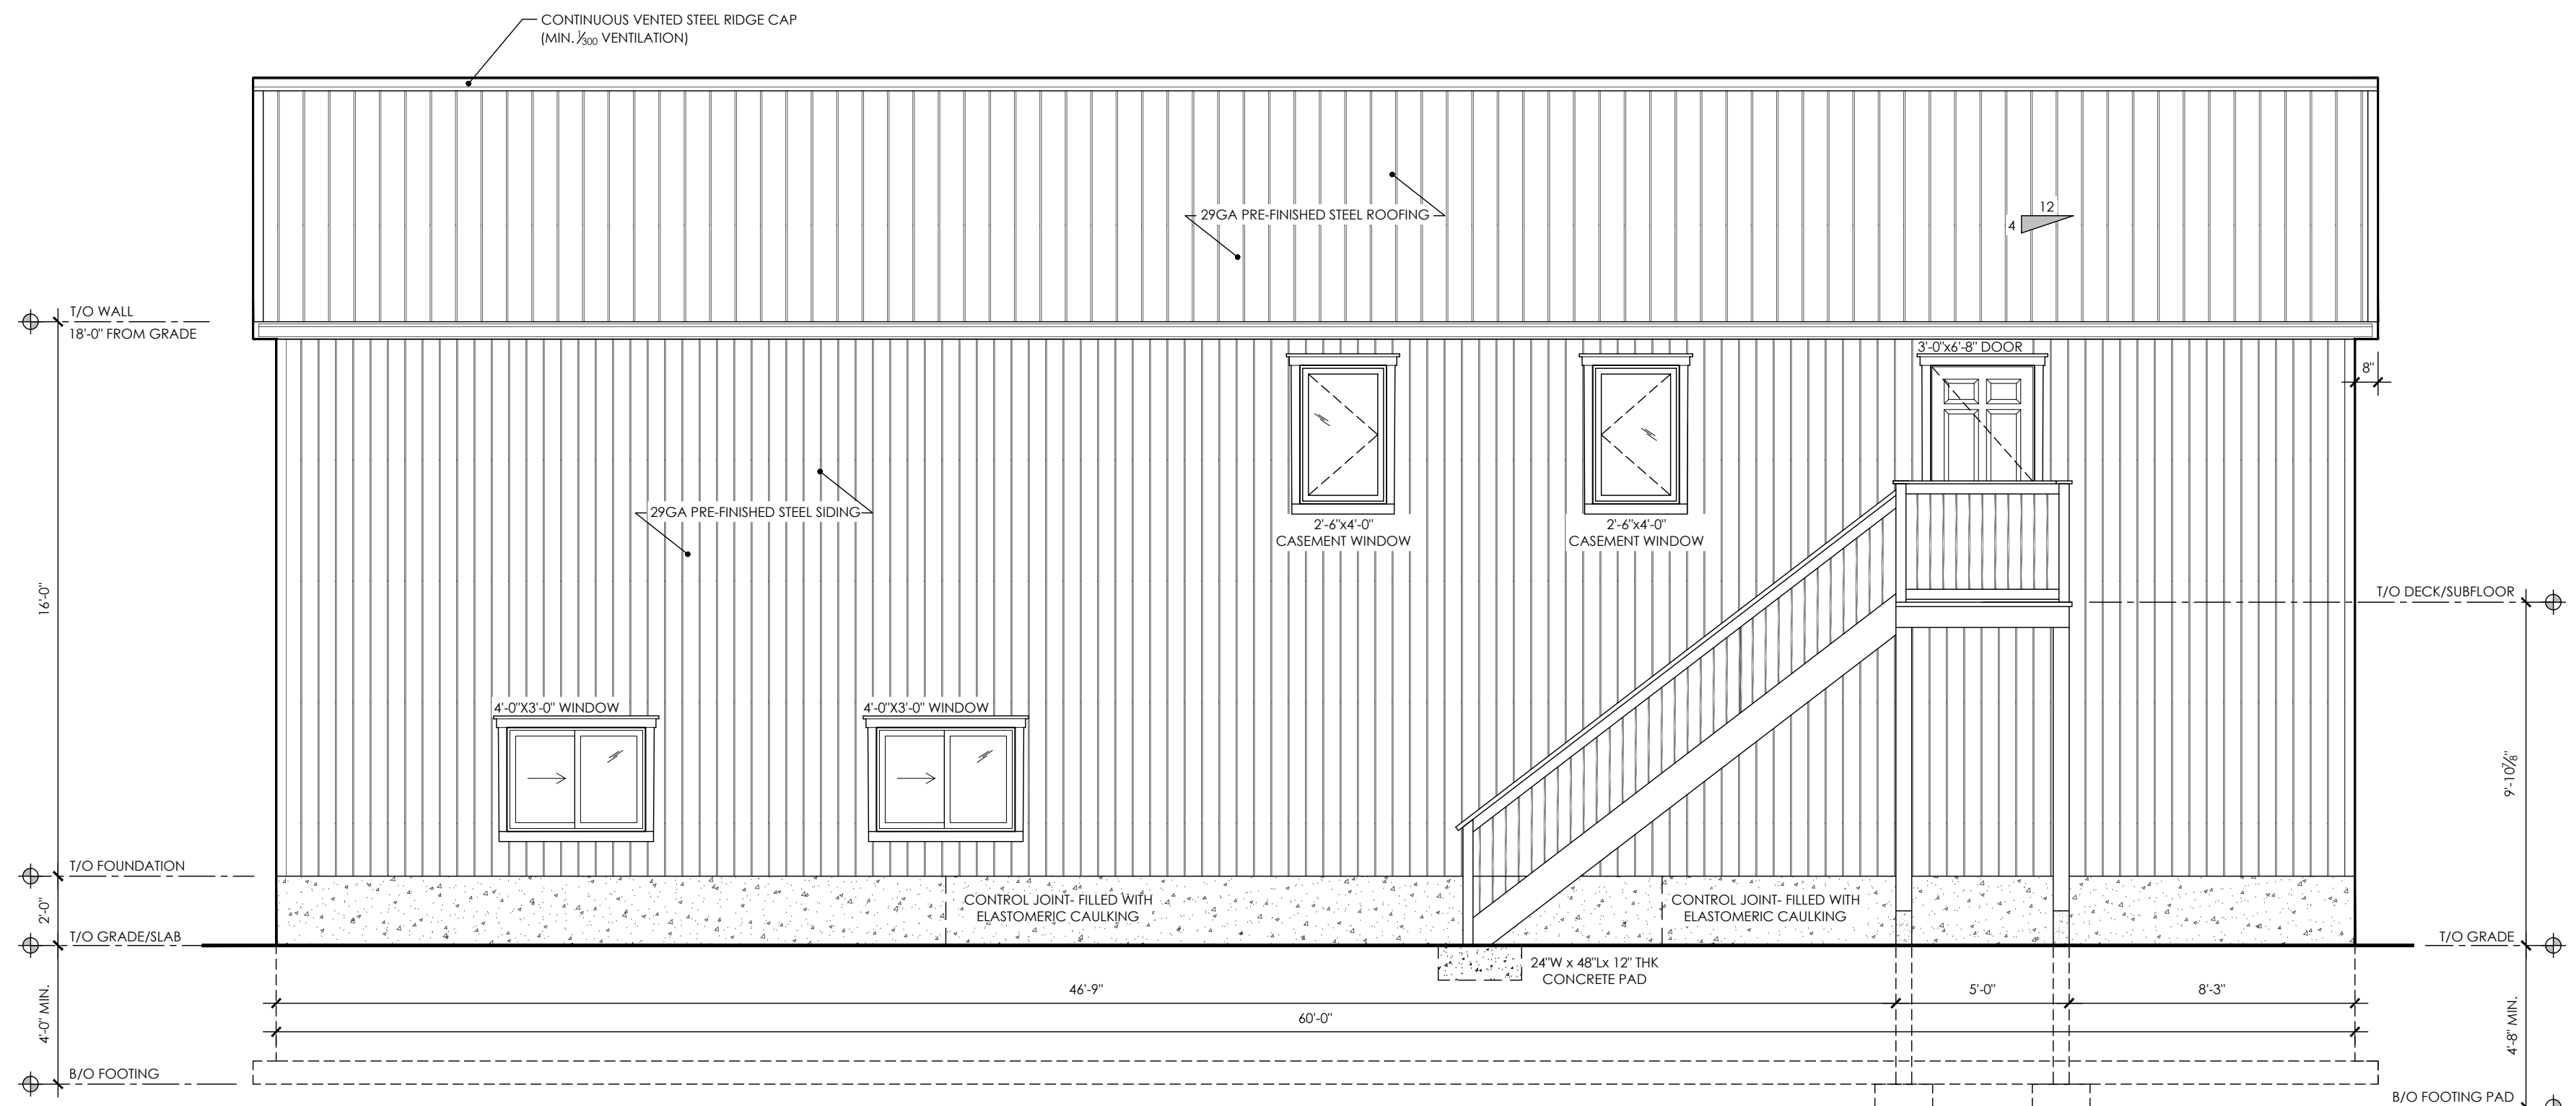 CONTINUOUS VENTED STEEL RIDGE CAP
(MIN. 1/300 VENTILATION)
29GA PRE-FINISHED STEEL ROOFING
12
4
T/O WALL
18'-0" FROM GRADE
3'-0"x6'-8" DOOR
8"
29GA PRE-FINISHED STEEL SIDING
2'-6"x4'-0"
CASEMENT WINDOW
2'-6"x4'-0"
CASEMENT WINDOW
T/O DECK/SUBFLOOR
16'-0"
4'-0"X3'-0" WINDOW
4'-0"X3'-0" WINDOW
9'-10⅞"
T/O FOUNDATION
2'-0"
CONTROL JOINT- FILLED WITH
ELASTOMERIC CAULKING
CONTROL JOINT- FILLED WITH
ELASTOMERIC CAULKING
T/O GRADE/SLAB
T/O GRADE
24"W x 48"Lx 12" THK
CONCRETE PAD
46'-9"
5'-0"
8'-3"
60'-0"
4'-0" MIN.
4'-8" MIN.
B/O FOOTING
B/O FOOTING PAD